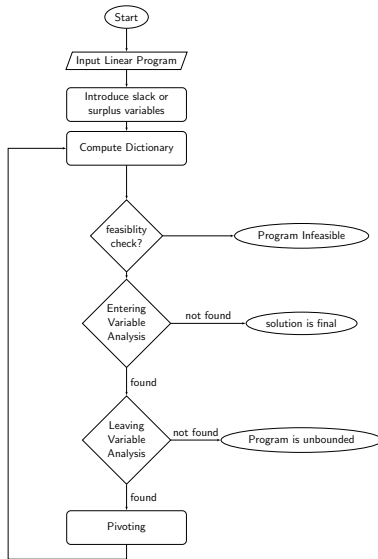 Start
Input Linear Program
Introduce slack or
surplus variables
Compute Dictionary
feasiblity
check?
Program Infeasible
Entering
Variable
Analysis
not found
solution is final
found
Leaving
Variable
Analysis
not found
Program is unbounded
found
Pivoting